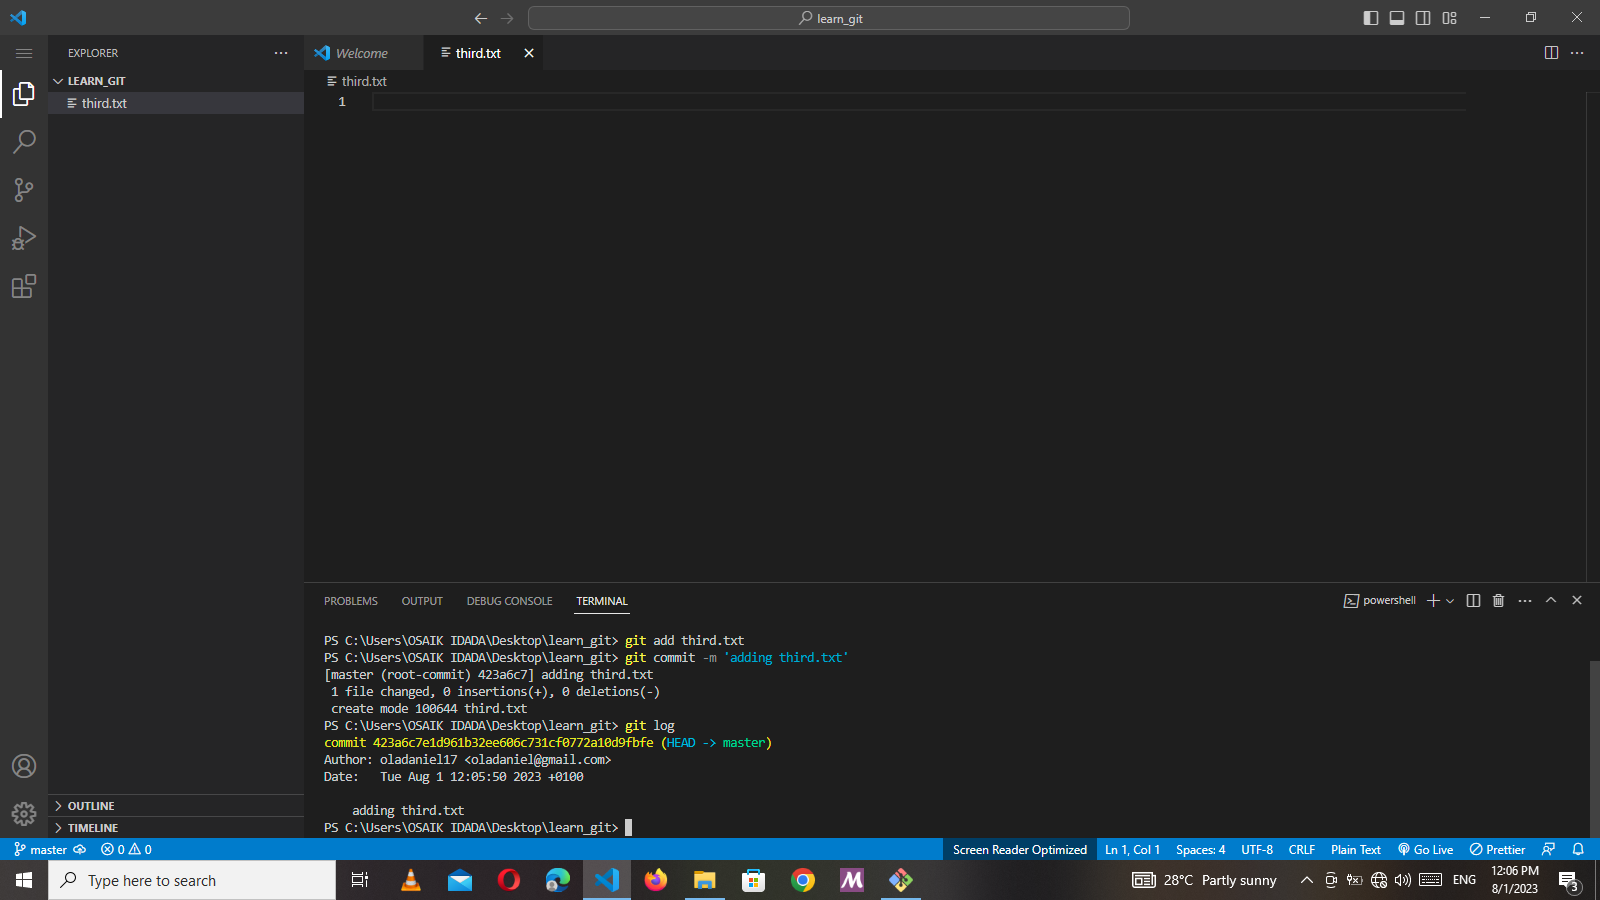 learn_git
EXPLORER
Welcome
third.txt
LEARN_GIT
third.txt
third.txt
1
PROBLEMS
OUTPUT
DEBUG CONSOLE
TERMINAL
powershell
PS C:\Users\OSAIK IDADA\Desktop\learn_git> git add third.txt
PS C:\Users\OSAIK IDADA\Desktop\learn_git> git commit -m 'adding third.txt'
[master (root-commit) 423a6c7] adding third.txt
1 file changed, 0 insertions(+), 0 deletions(-)
create mode 100644 third.txt
PS C:\Users\OSAIK IDADA\Desktop\learn_git> git log
commit 423a6c7e1d961b32ee606c731cf0772a10d9fbfe (HEAD -> master)
Author: oladaniel17 <oladaniel@gmail.com>
Date:   Tue Aug 1 12:05:50 2023 +0100
adding third.txt
PS C:\Users\OSAIK IDADA\Desktop\learn_git>
OUTLINE
TIMELINE
master
0
0
Screen Reader Optimized
Ln 1, Col 1
Spaces: 4
UTF-8
CRLF
Plain Text
Go Live
Prettier
Type here to search
28°C Partly sunny
ENG
12:06 PM
8/1/2023
3